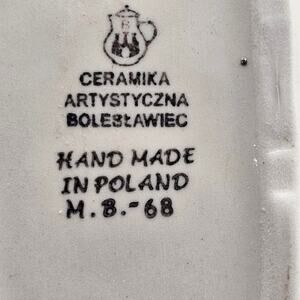 B
CERAMIKA
ARTYSTYCZNA
BOLESŁAWIEC
HAND MADE
IN POLAND
M.B.-68